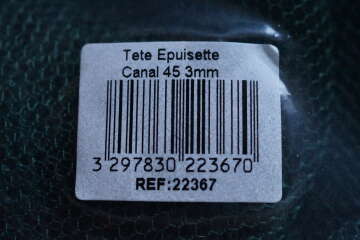 Tete Epuisette
Canal 45 3mm
3 297830 223670
REF:22367